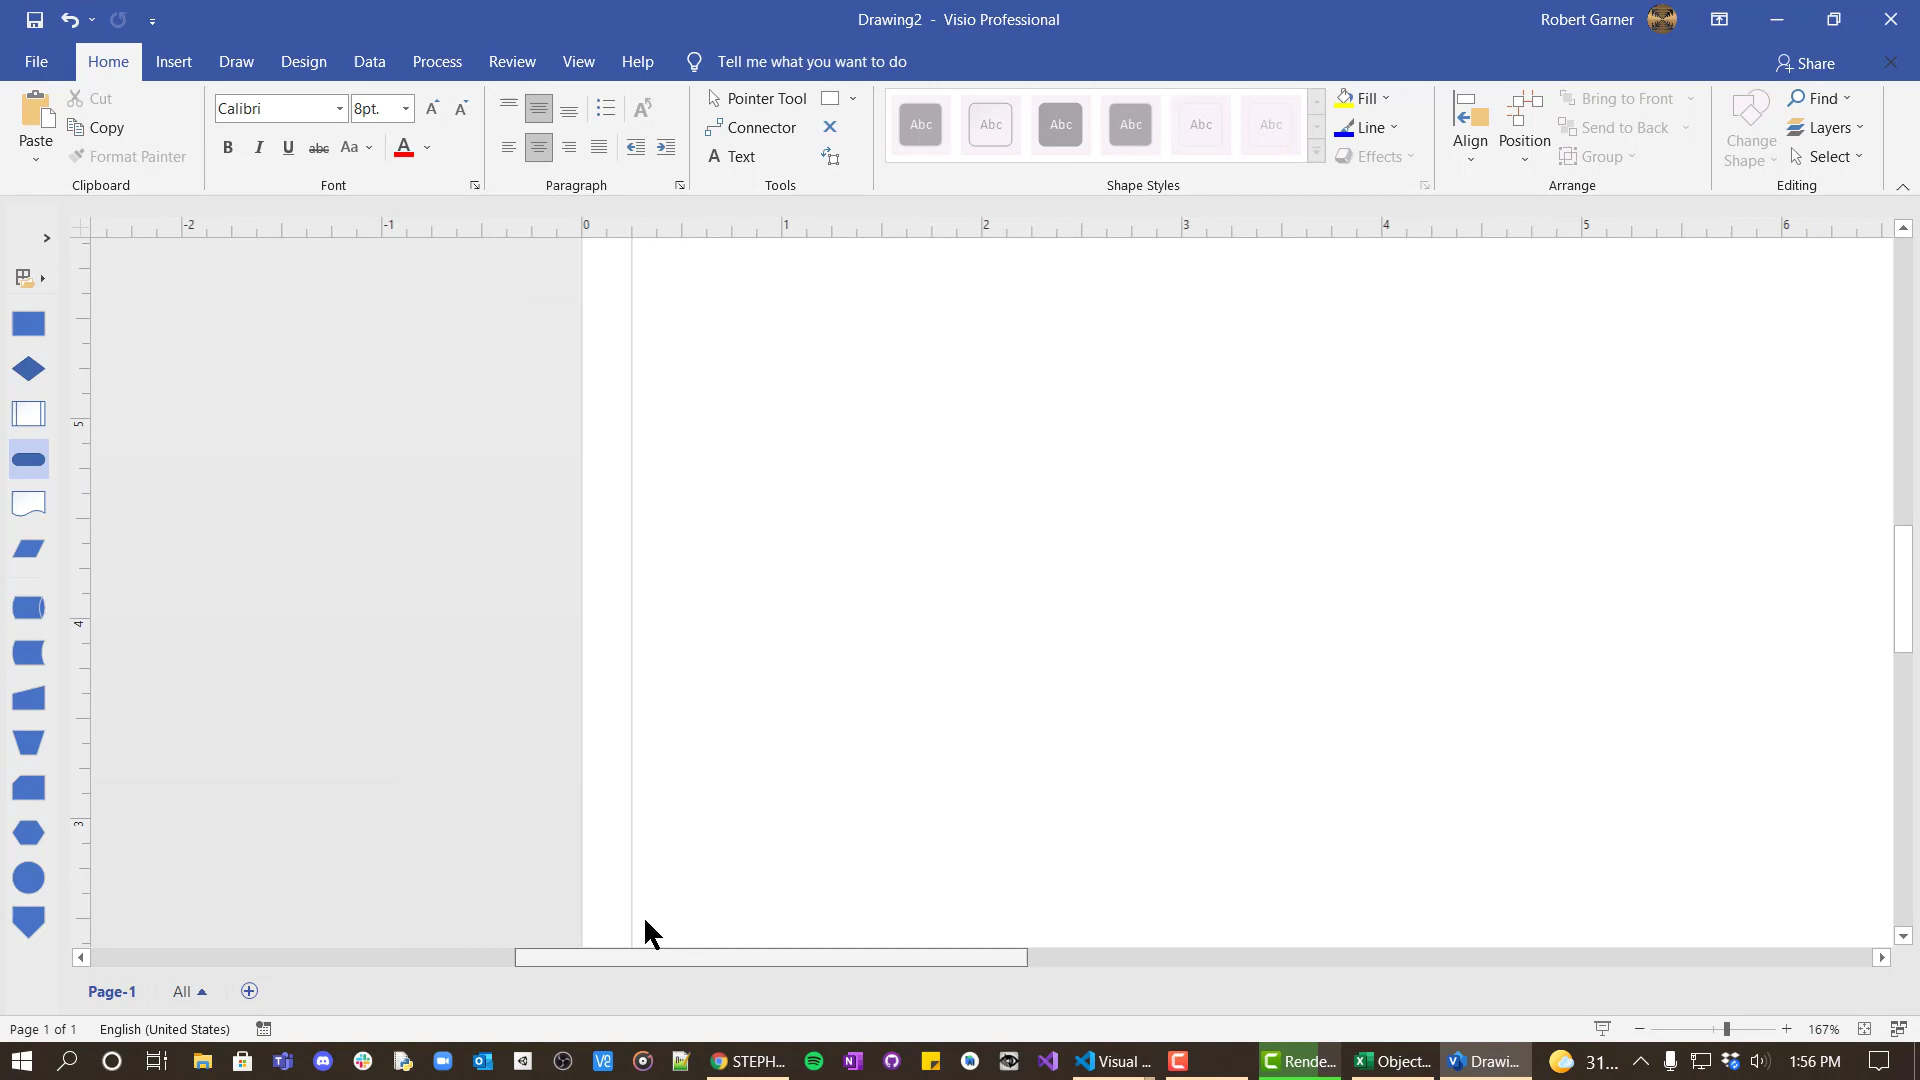 Drawing2 - Visio Professional
Robert Garner
File Home Insert Draw Design Data Process Review View Help Tell me what you want to do
Share
Paste
Cut
Copy
Format Painter
Clipboard
Calibri 8pt.
B I U abc Aa A
Font
Paragraph
Pointer Tool
Connector
A Text
Tools
Abc Abc Abc Abc Abc Abc
Shape Styles
Fill
Line
Effects
Align
Position
Bring to Front
Send to Back
Group
Arrange
Change Shape
Find
Layers
Select
Editing
-2 -1 0 1 2 3 4 5 6
5
4
3
Page-1 All
Page 1 of 1 English (United States)
167%
STEPH...
Visual ...
Rende...
Object...
Drawi...
31...
1:56 PM